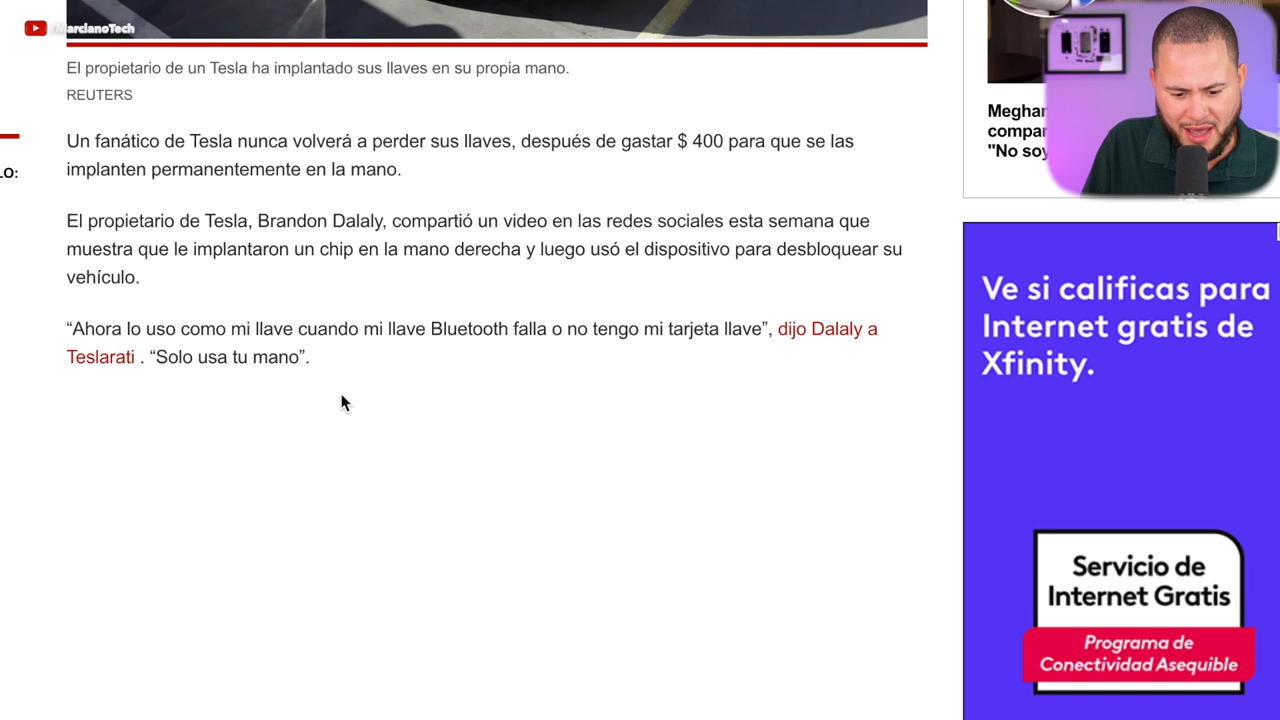 MarcianoTech
El propietario de un Tesla ha implantado sus llaves en su propia mano.
REUTERS
LO:
Un fanático de Tesla nunca volverá a perder sus llaves, después de gastar $ 400 para que se las
implanten permanentemente en la mano.
El propietario de Tesla, Brandon Dalaly, compartió un video en las redes sociales esta semana que
muestra que le implantaron un chip en la mano derecha y luego usó el dispositivo para desbloquear su
vehículo.
“Ahora lo uso como mi llave cuando mi llave Bluetooth falla o no tengo mi tarjeta llave”, dijo Dalaly a
Teslarati . “Solo usa tu mano”.
"No soy
Ve si calificas para
Internet gratis de
Xfinity.
Servicio de
Internet Gratis
Programa de
Conectividad Asequible